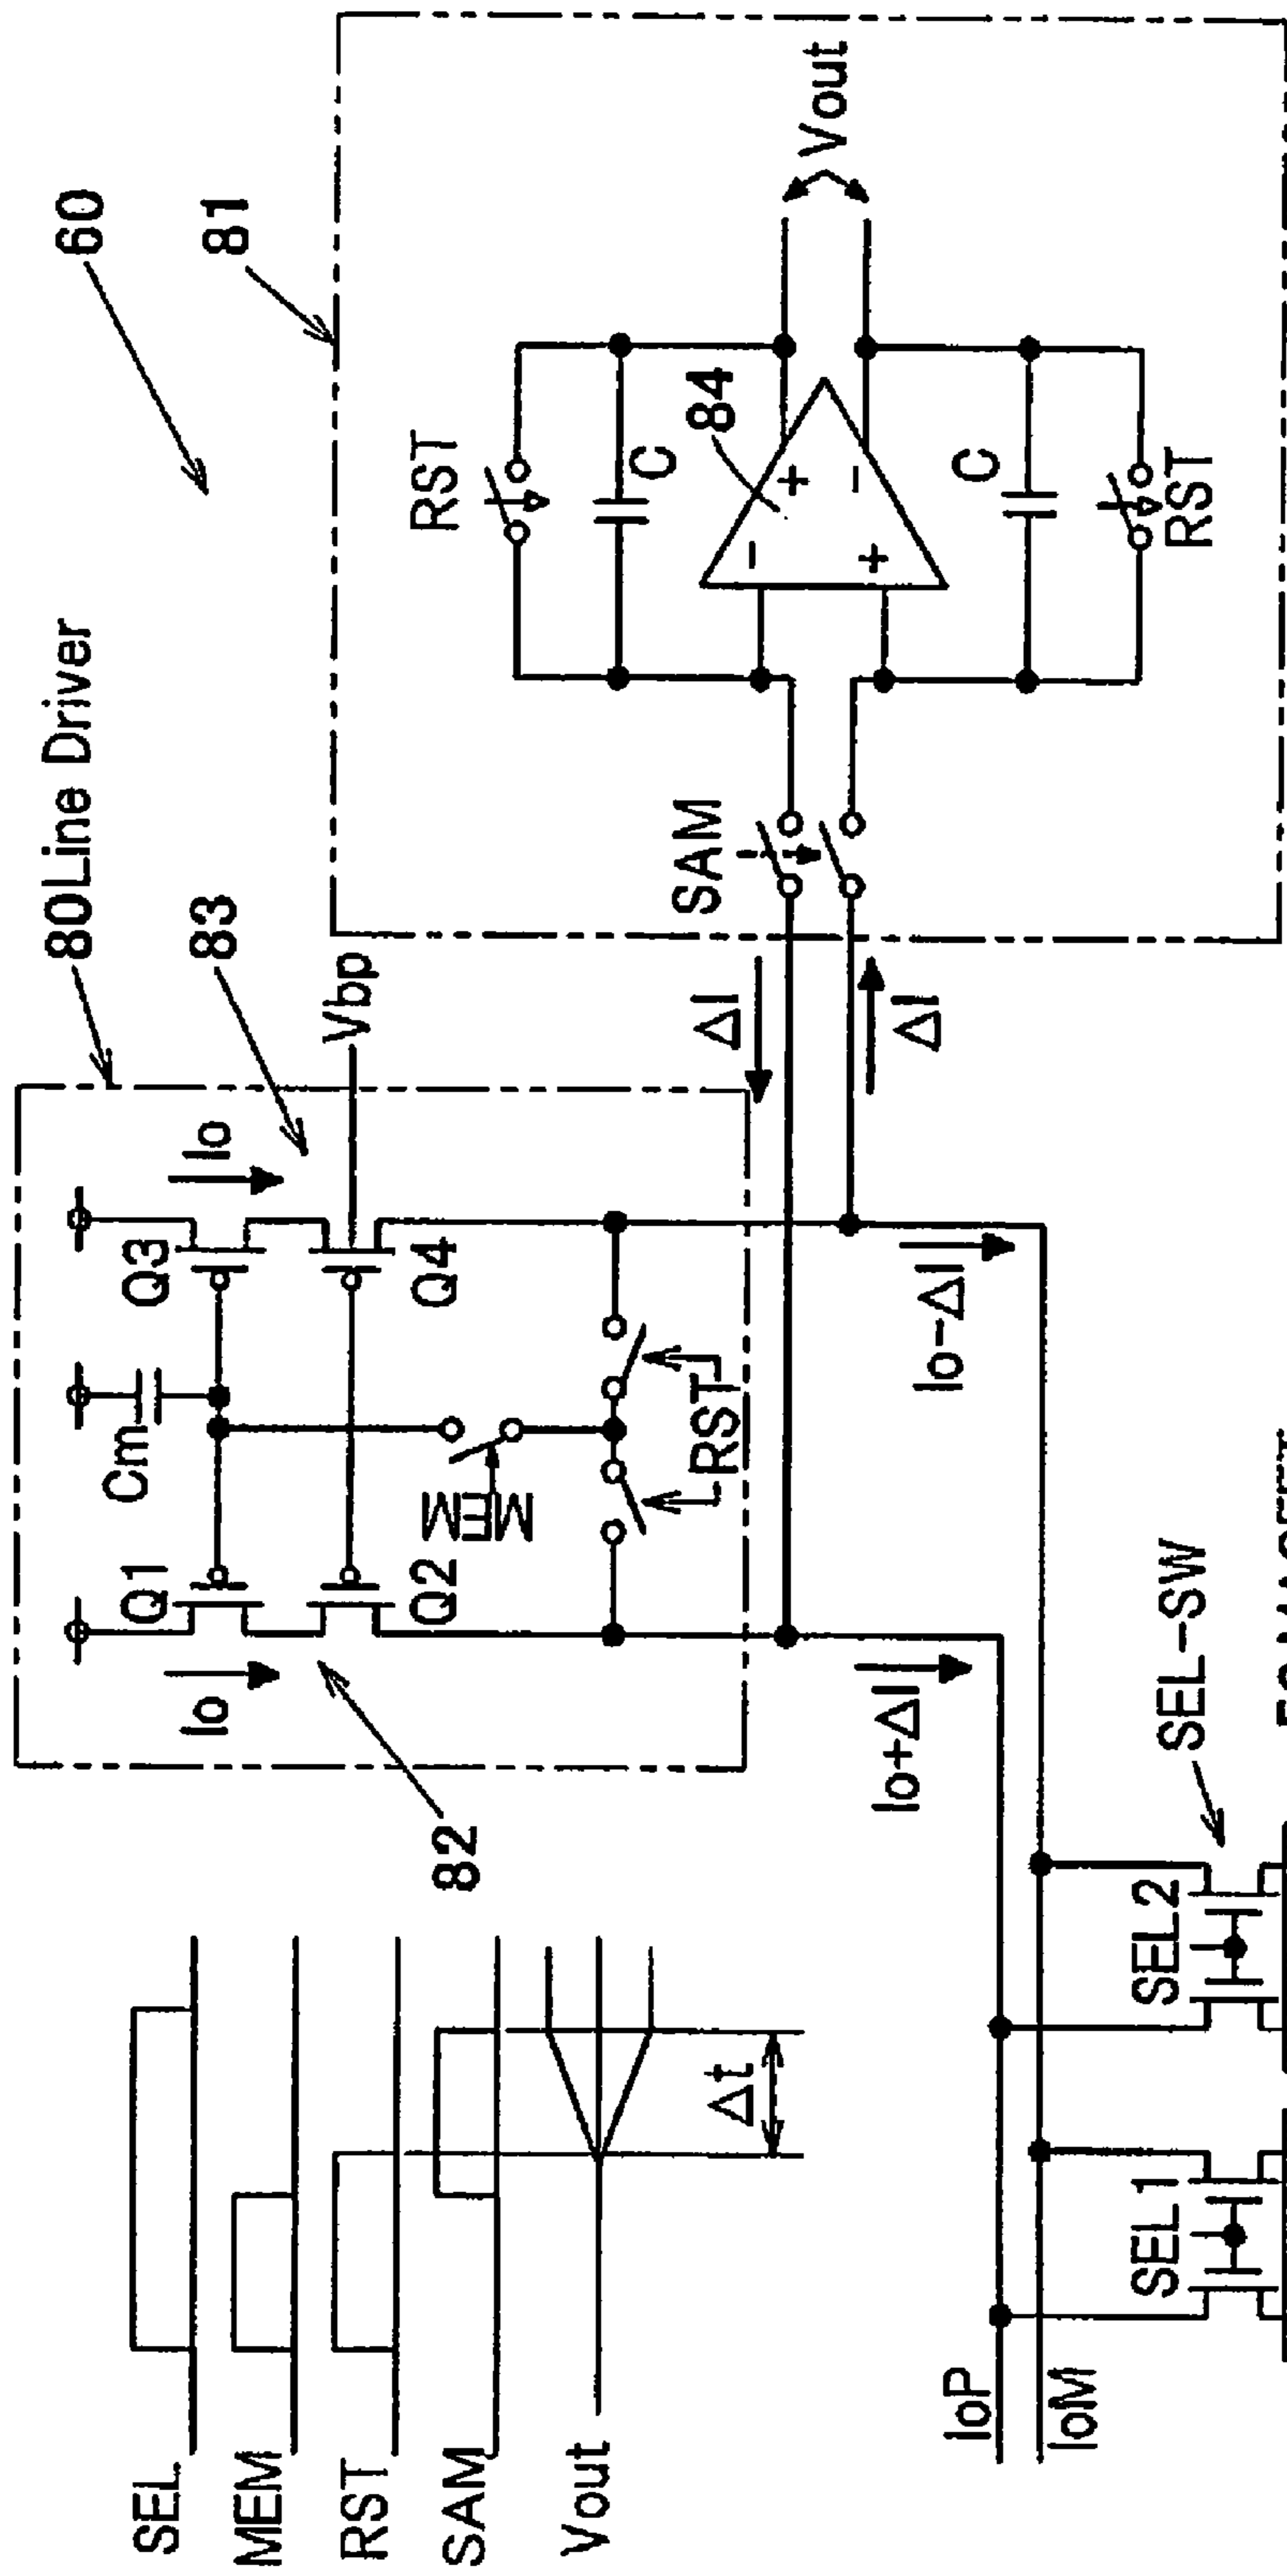 60
81
80Line Driver
83
Vbp
Io
Q3
Cm
Q1
Io
Q4
Q2
MEM
RST
82
RST
C
84
-
+
+
-
C
RST
Vout
SAM
ΔI
ΔI
Io+ΔI
Io-ΔI
SEL
MEM
RST
SAM
Vout
Δt
IoP
IoM
SEL1
SEL2
SEL-SW